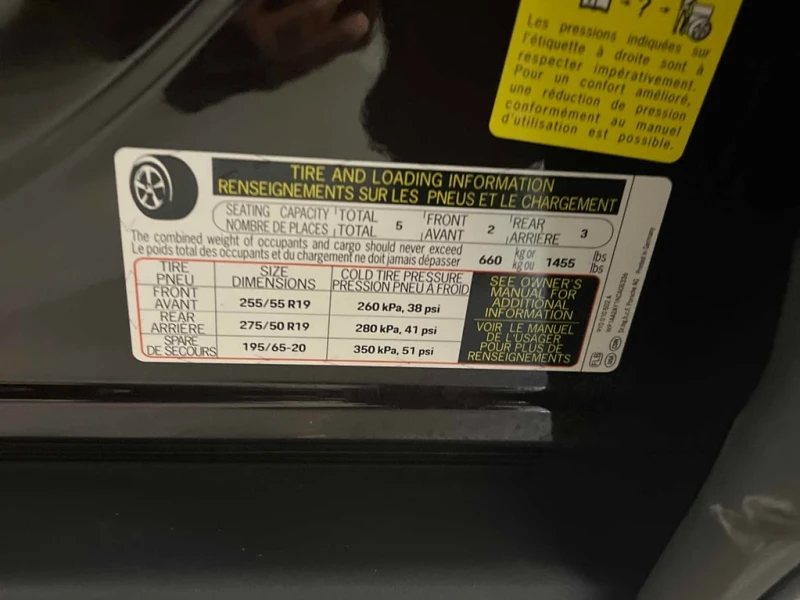 ?
Les pressions indiquées sur
l'étiquette à droite sont à
respecter impérativement.
Pour un confort amélioré,
une réduction de pression
conformément au manuel
d'utilisation est possible.
TIRE AND LOADING INFORMATION
RENSEIGNEMENTS SUR LES PNEUS ET LE CHARGEMENT
SEATING CAPACITY TOTAL 5 FRONT 2 REAR 3
NOMBRE DE PLACES TOTAL AVANT ARRIÈRE
The combined weight of occupants and cargo should never exceed 660 kg or 1455 lbs
Le poids total des occupants et du chargement ne doit jamais dépasser kg ou lbs
TIRE SIZE COLD TIRE PRESSURE
PNEU DIMENSIONS PRESSION PNEU À FROID
FRONT AVANT 255/55 R19 260 kPa, 38 psi
REAR ARRIÈRE 275/50 R19 280 kPa, 41 psi
SPARE DE SECOURS 195/65-20 350 kPa, 51 psi
SEE OWNER'S
MANUAL FOR
ADDITIONAL
INFORMATION
VOIR LE MANUEL
DE L'USAGER
POUR PLUS DE
RENSEIGNEMENTS
Printed in Germany